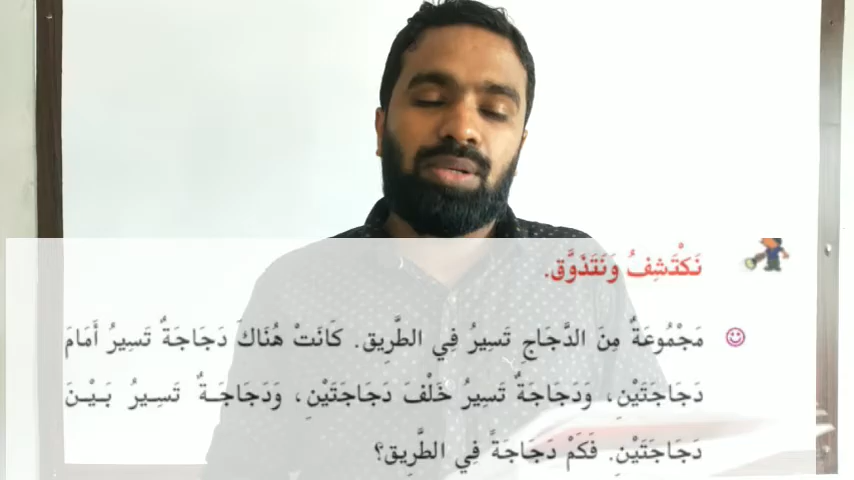 نَكْتَشِفُ وَنَتَذَوَّق.
مَجْمُوعَةٌ مِنَ الدَّجَاجِ تَسِيرُ فِي الطَّرِيق. كَانَتْ هُنَاكَ دَجَاجَةٌ تَسِيرُ أَمَامَ
دَجَاجَتَيْنِ، وَدَجَاجَةٌ تَسِيرُ خَلْفَ دَجَاجَتَيْنِ، وَدَجَاجَـةٌ تَسِـيرُ بَـيْـنَ
دَجَاجَتَيْنِ. فَكَمْ دَجَاجَةً فِي الطَّرِيق؟